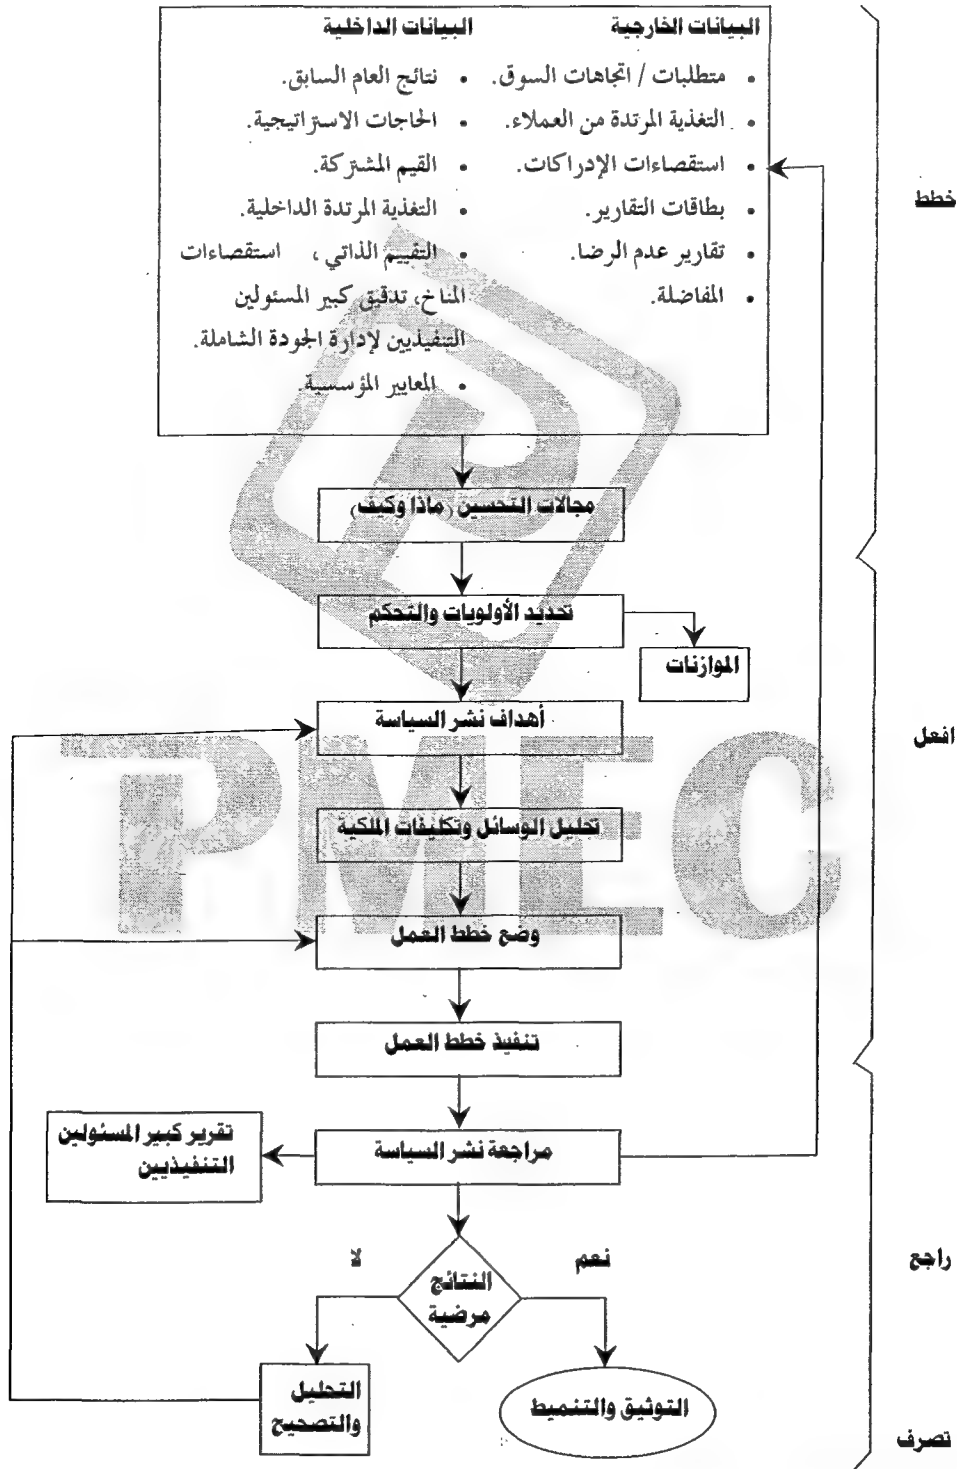 البيانات الخارجية
• متطلبات / اتجاهات السوق.
• التغذية المرتدة من العملاء.
• استقصاءات الإدراكات.
• بطاقات التقارير.
• تقارير عدم الرضا.
• المفاضلة.
البيانات الداخلية
• نتائج العام السابق.
• الحاجات الاستراتيجية.
• القيم المشتركة.
• التغذية المرتدة الداخلية.
• التقييم الذاتي ، استقصاءات
المناخ، تدقيق كبير المسئولين
التنفيذيين لإدارة الجودة الشاملة.
• المعايير المؤسسية.
خطط
مجالات التحسين (ماذا وكيف)
تحديد الأولويات والتحكم
الموازنات
أهداف نشر السياسة
افعل
تحليل الوسائل وتكليفات الملكية
وضع خطط العمل
تنفيذ خطط العمل
مراجعة نشر السياسة
تقرير كبير المسئولين
التنفيذيين
راجع
نعم
لا
النتائج
مرضية
التحليل
والتصحيح
التوثيق والتنميط
تصرف
PMEC